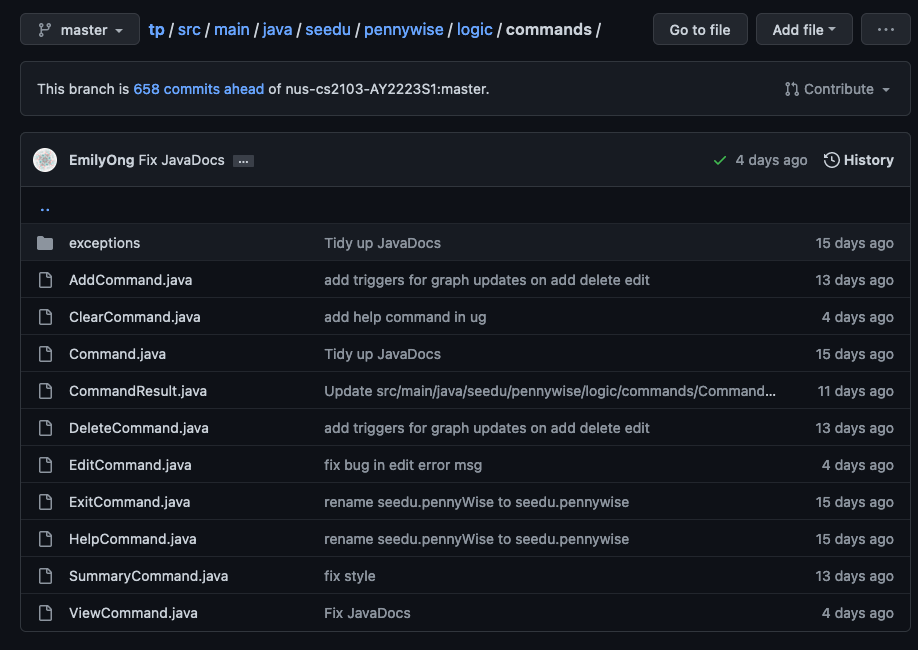 master tp / src / main / java / seedu / pennywise / logic / commands / Go to file Add file ...
This branch is 658 commits ahead of nus-cs2103-AY2223S1:master. Contribute
EmilyOng Fix JavaDocs ... 4 days ago History
..
exceptions Tidy up JavaDocs 15 days ago
AddCommand.java add triggers for graph updates on add delete edit 13 days ago
ClearCommand.java add help command in ug 4 days ago
Command.java Tidy up JavaDocs 15 days ago
CommandResult.java Update src/main/java/seedu/pennywise/logic/commands/Command... 11 days ago
DeleteCommand.java add triggers for graph updates on add delete edit 13 days ago
EditCommand.java fix bug in edit error msg 4 days ago
ExitCommand.java rename seedu.pennyWise to seedu.pennywise 15 days ago
HelpCommand.java rename seedu.pennyWise to seedu.pennywise 15 days ago
SummaryCommand.java fix style 13 days ago
ViewCommand.java Fix JavaDocs 4 days ago